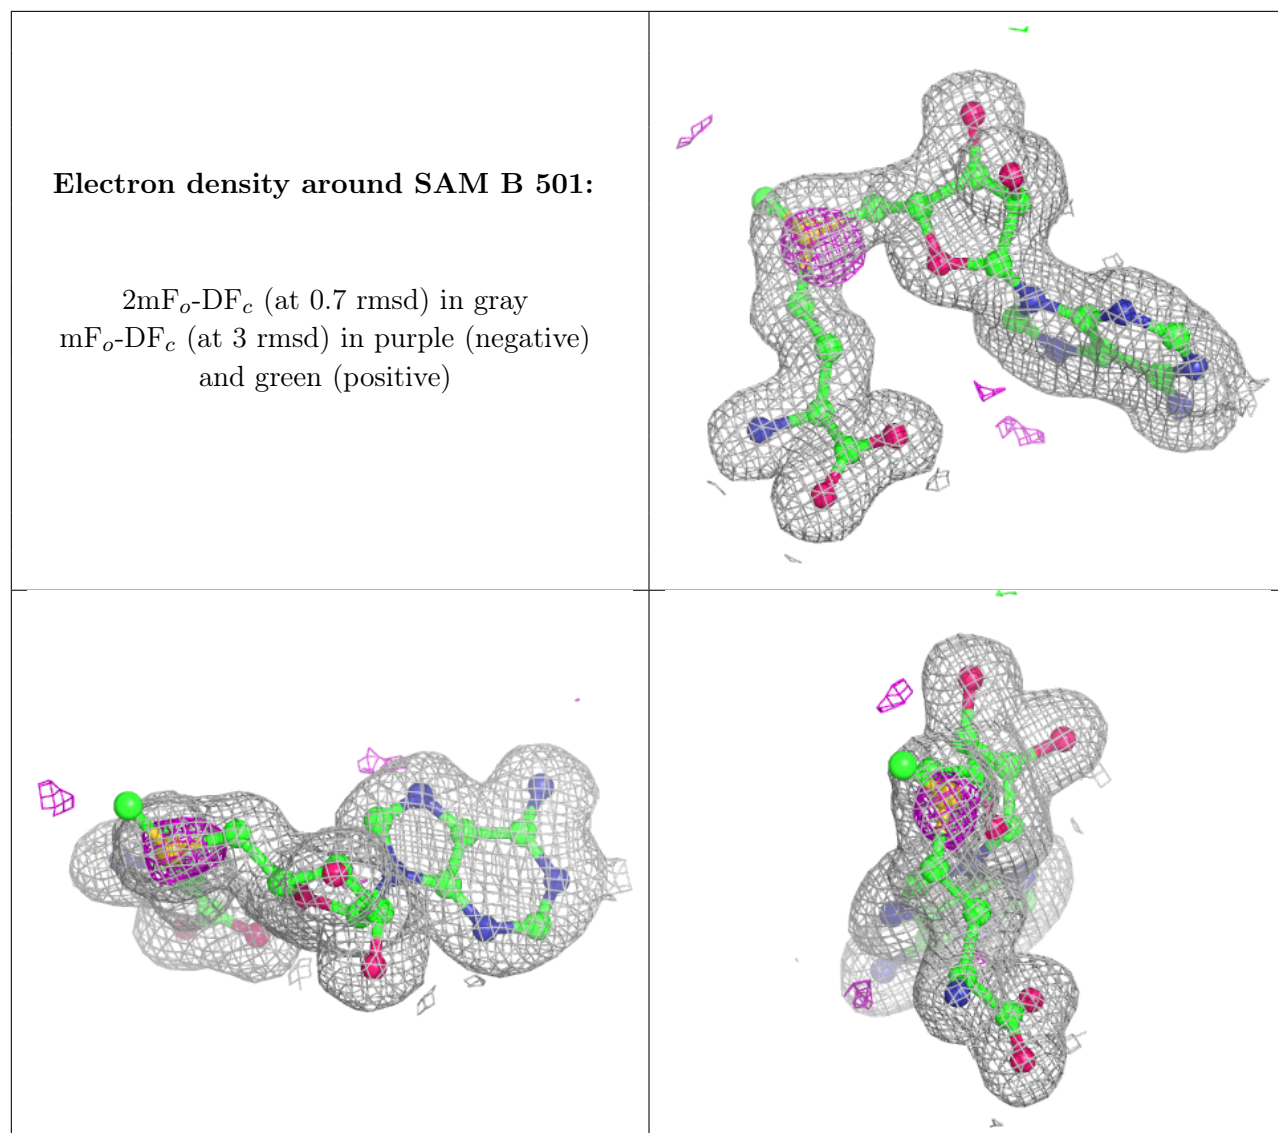 Electron density around SAM B 501:
2mFo-DFc (at 0.7 rmsd) in gray
mFo-DFc (at 3 rmsd) in purple (negative)
and green (positive)